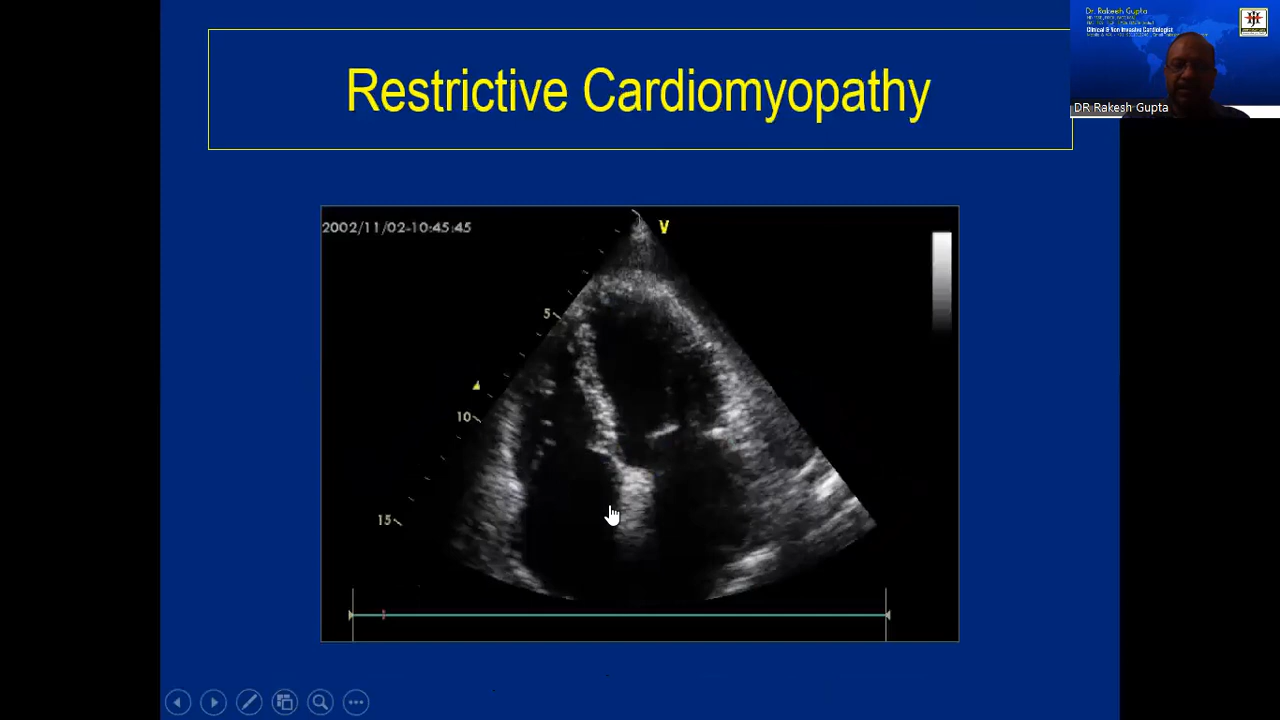 Restrictive Cardiomyopathy
Dr. Rakesh Gupta
Clinical & Non Invasive Cardiologist
DR Rakesh Gupta
2002/11/02-10:45:45
V
5
10
15